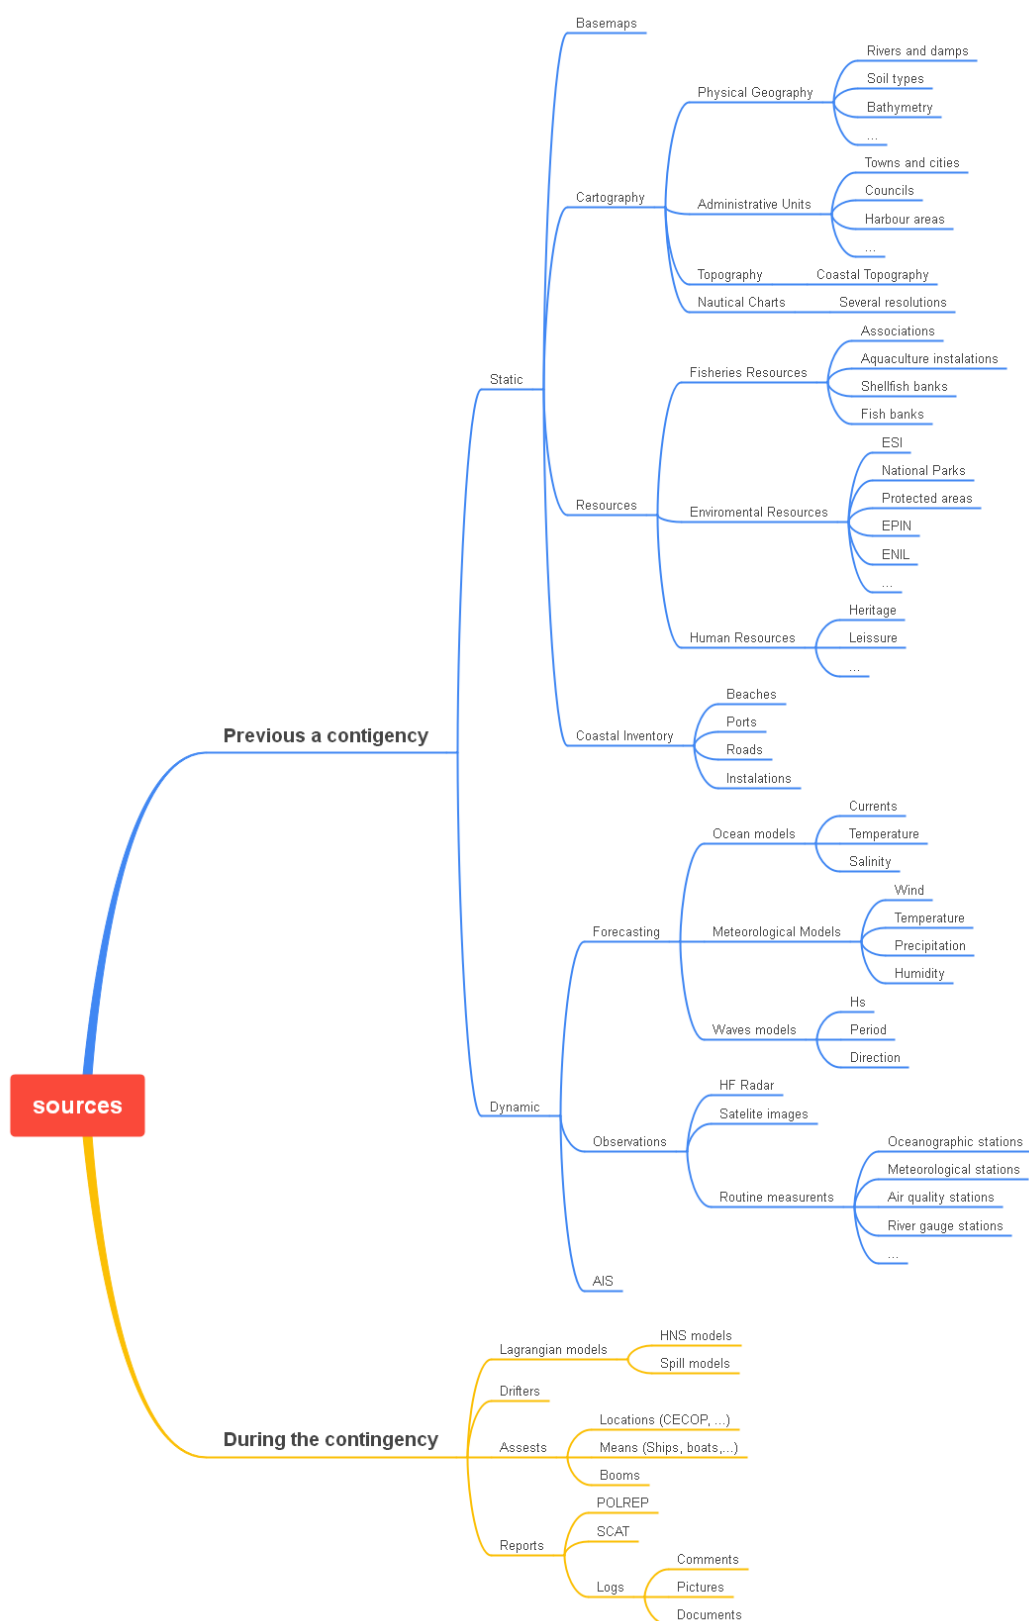 Basemaps
Rivers and damps
Soil types
Physical Geography
Bathymetry
...
Towns and cities
Councils
Cartography
Administrative Units
Harbour areas
...
Topography
Coastal Topography
Nautical Charts
Several resolutions
Associations
Aquaculture instalations
Static
Fisheries Resources
Shellfish banks
Fish banks
ESI
National Parks
Protected areas
Resources
Enviromental Resources
EPIN
ENIL
...
Heritage
Human Resources
Leissure
...
Beaches
Previous a contigency
Ports
Coastal Inventory
Roads
Instalations
Currents
Ocean models
Temperature
Salinity
Wind
Temperature
Forecasting
Meteorological Models
Precipitation
Humidity
Hs
Waves models
Period
Direction
HF Radar
sources
Dynamic
Satelite images
Observations
Oceanographic stations
Meteorological stations
Routine measurents
Air quality stations
River gauge stations
...
AIS
HNS models
Lagrangian models
Spill models
Drifters
Locations (CECOP, ...)
During the contingency
Assests
Means (Ships, boats,...)
Booms
POLREP
SCAT
Reports
Comments
Logs
Pictures
Documents